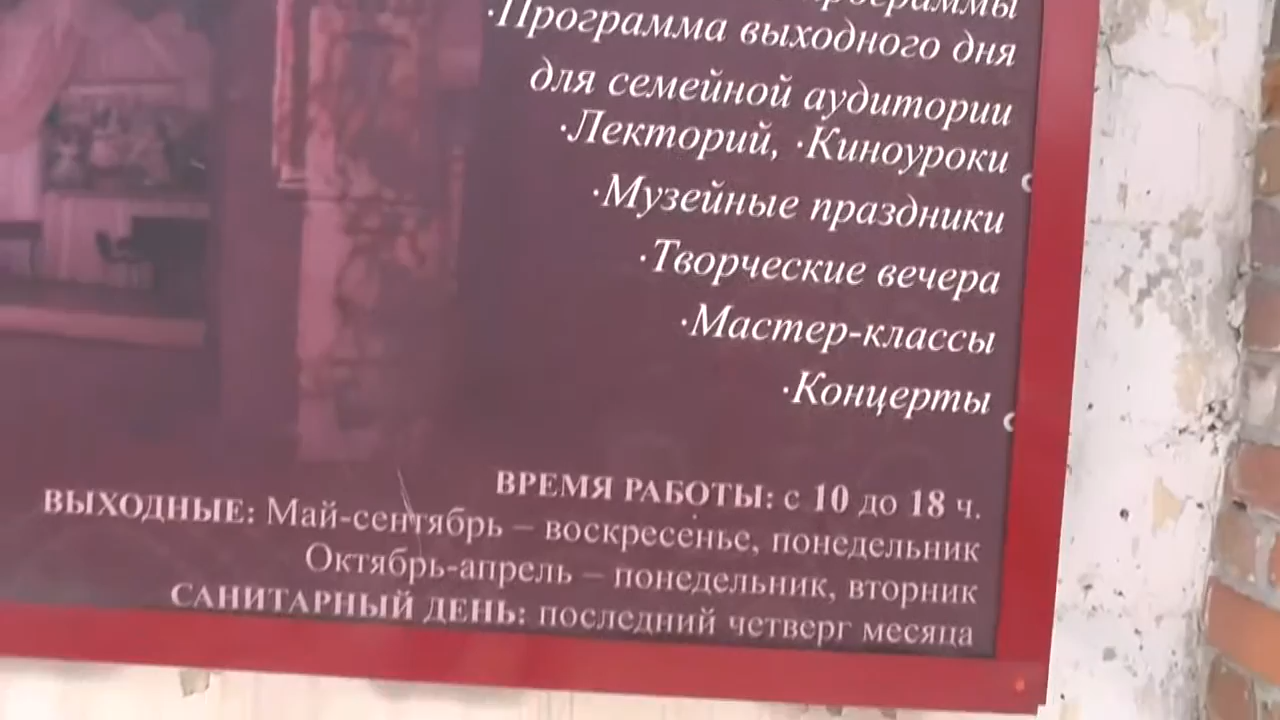 программы
·Программа выходного дня
для семейной аудитории
·Лекторий, ·Киноуроки
·Музейные праздники
·Творческие вечера
·Мастер-классы
·Концерты
ВРЕМЯ РАБОТЫ: с 10 до 18 ч.
ВЫХОДНЫЕ: Май-сентябрь – воскресенье, понедельник
Октябрь-апрель – понедельник, вторник
САНИТАРНЫЙ ДЕНЬ: последний четверг месяца